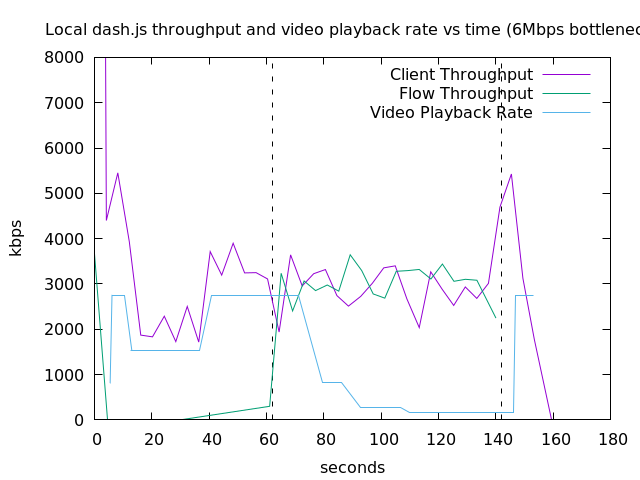 Local dash.js throughput and video playback rate vs time (6Mbps bottlenec
8000
7000
6000
5000
4000
3000
2000
1000
0
kbps
Client Throughput
Flow Throughput
Video Playback Rate
0 20 40 60 80 100 120 140 160 180
seconds